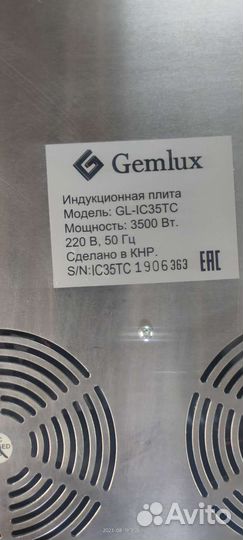 Gemlux
Индукционная плита
Модель: GL-IC35TC
Мощность: 3500 Вт.
220 В, 50 Гц
Сделано в КНР.
S/N:IC35TC 1906363
EAC
Avito